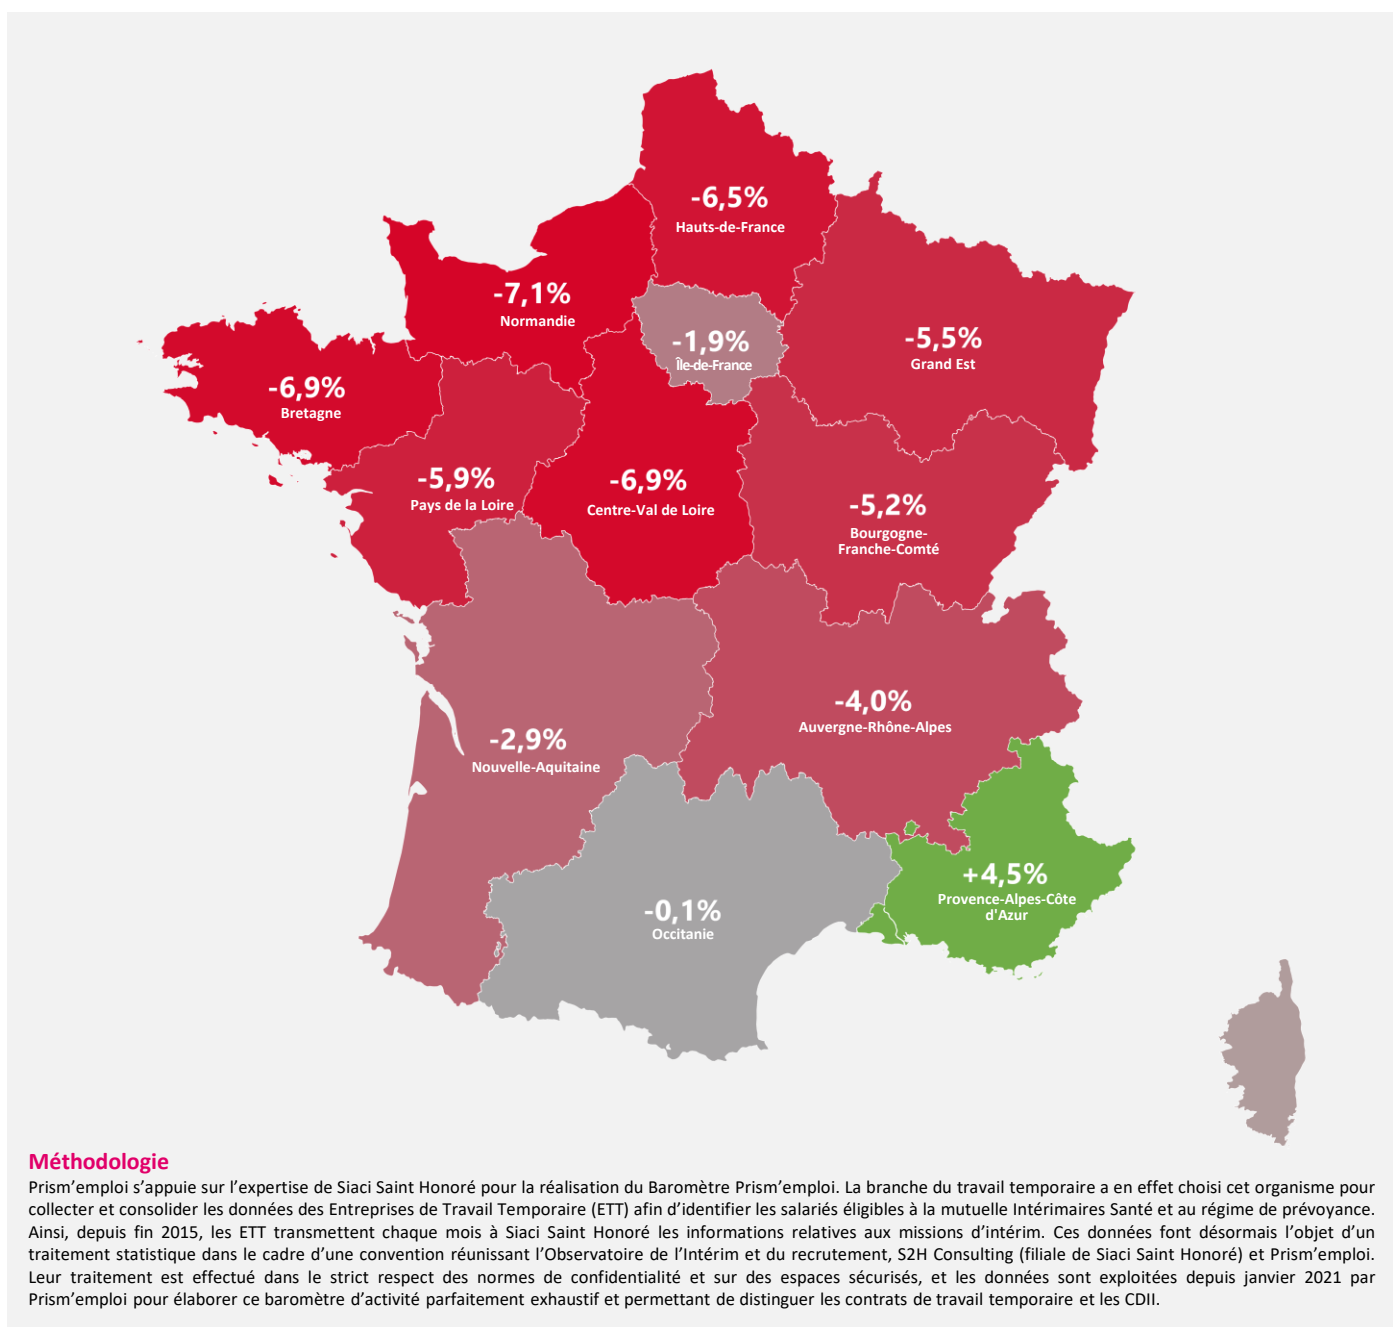 -6,5%
Hauts-de-France
-7,1%
Normandie
-1,9%
Île-de-France
-5,5%
Grand Est
-6,9%
Bretagne
-5,9%
Pays de la Loire
-6,9%
Centre-Val de Loire
-5,2%
Bourgogne-
Franche-Comté
-4,0%
Auvergne-Rhône-Alpes
-2,9%
Nouvelle-Aquitaine
+4,5%
Provence-Alpes-Côte
d'Azur
-0,1%
Occitanie
Méthodologie
Prism’emploi s’appuie sur l’expertise de Siaci Saint Honoré pour la réalisation du Baromètre Prism’emploi. La branche du travail temporaire a en effet choisi cet organisme pour
collecter et consolider les données des Entreprises de Travail Temporaire (ETT) afin d’identifier les salariés éligibles à la mutuelle Intérimaires Santé et au régime de prévoyance.
Ainsi, depuis fin 2015, les ETT transmettent chaque mois à Siaci Saint Honoré les informations relatives aux missions d’intérim. Ces données font désormais l’objet d’un
traitement statistique dans le cadre d’une convention réunissant l’Observatoire de l’Intérim et du recrutement, S2H Consulting (filiale de Siaci Saint Honoré) et Prism’emploi.
Leur traitement est effectué dans le strict respect des normes de confidentialité et sur des espaces sécurisés, et les données sont exploitées depuis janvier 2021 par
Prism’emploi pour élaborer ce baromètre d’activité parfaitement exhaustif et permettant de distinguer les contrats de travail temporaire et les CDII.